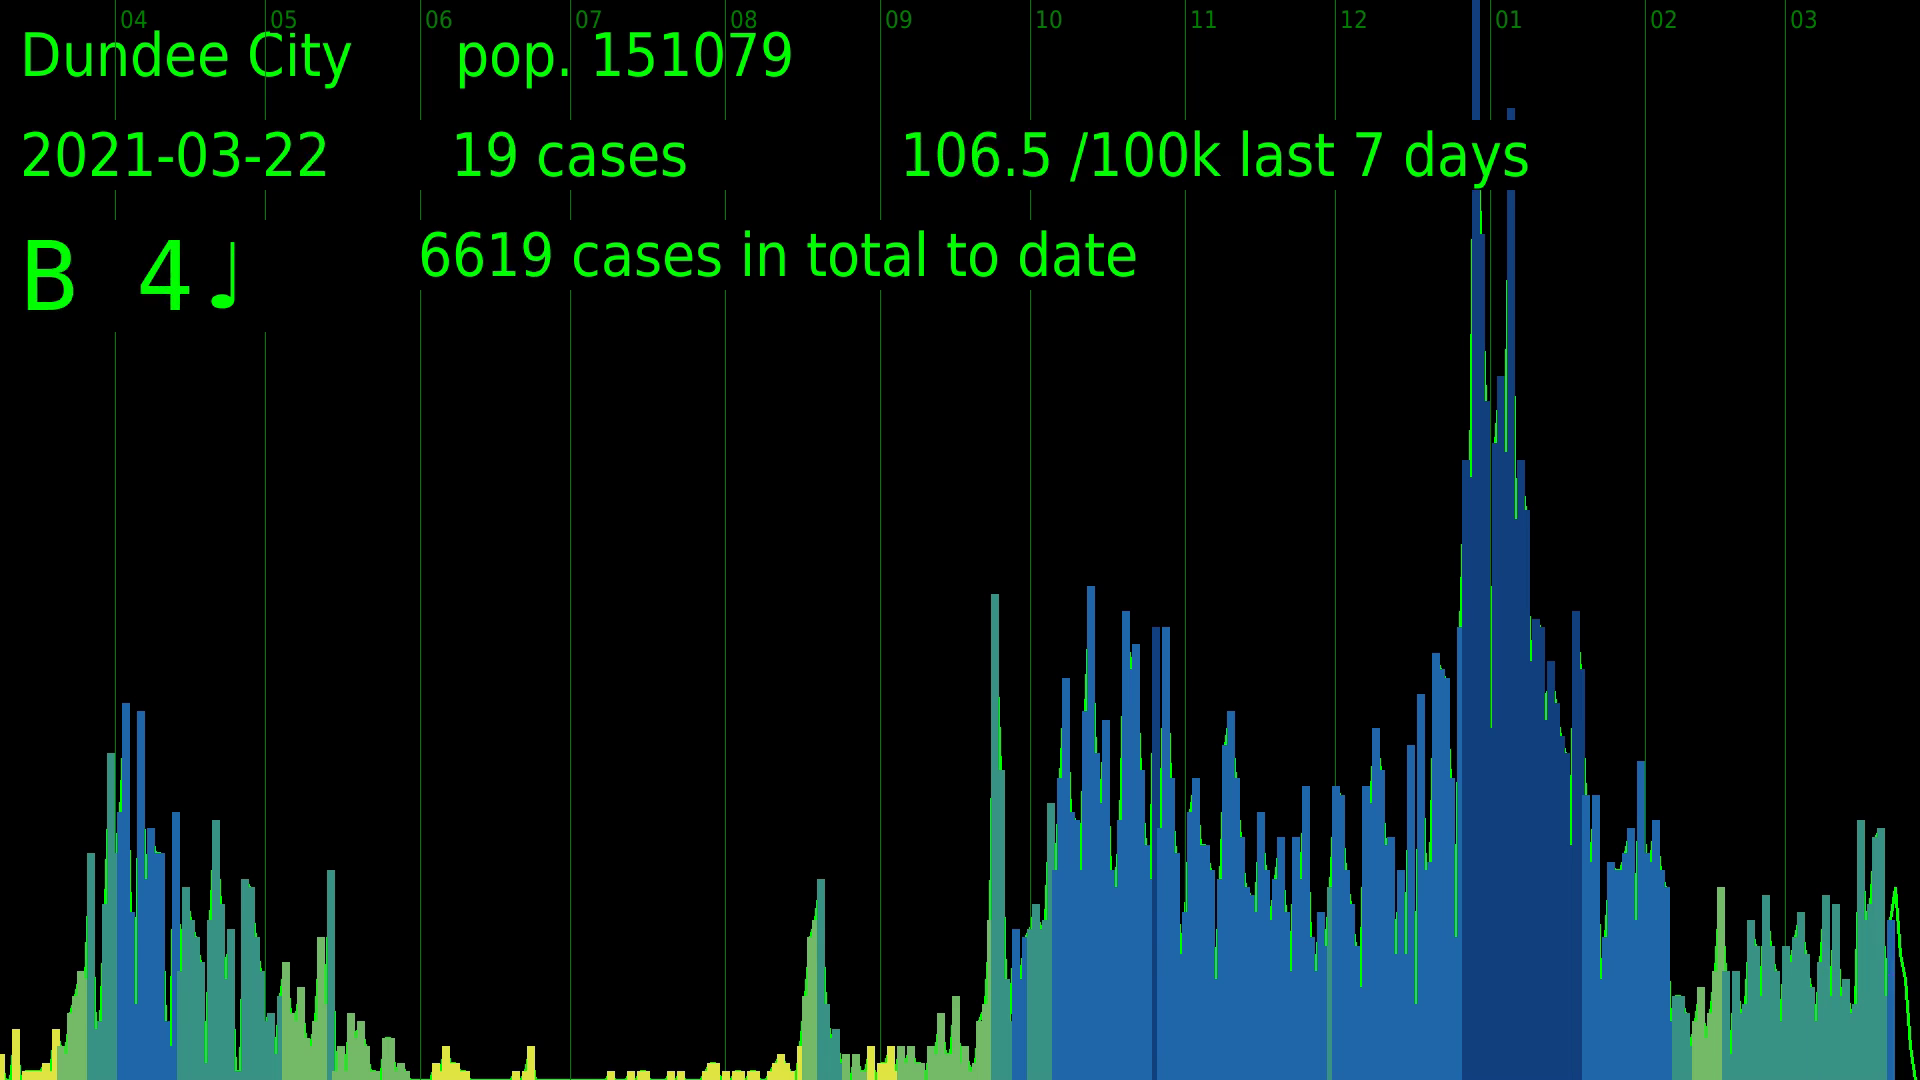 04 05 06 07 08 09 10 11 12 01 02 03
Dundee City pop. 151079
2021-03-22 19 cases 106.5 /100k last 7 days
B 4♩ 6619 cases in total to date